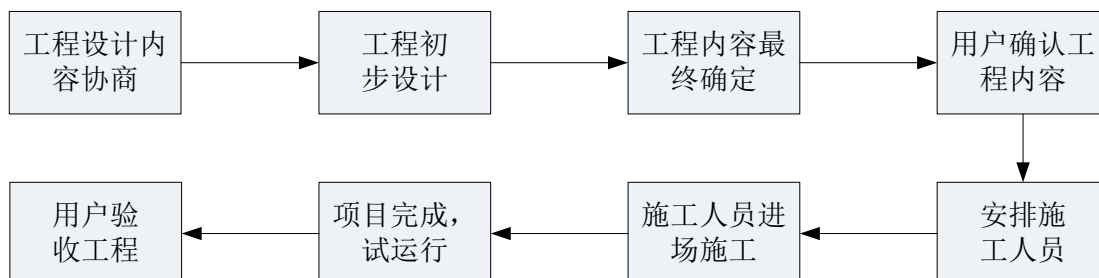 工程设计内
容协商
工程初
步设计
工程内容最
终确定
用户确认工
程内容
安排施
工人员
施工人员进
场施工
项目完成，
试运行
用户验
收工程